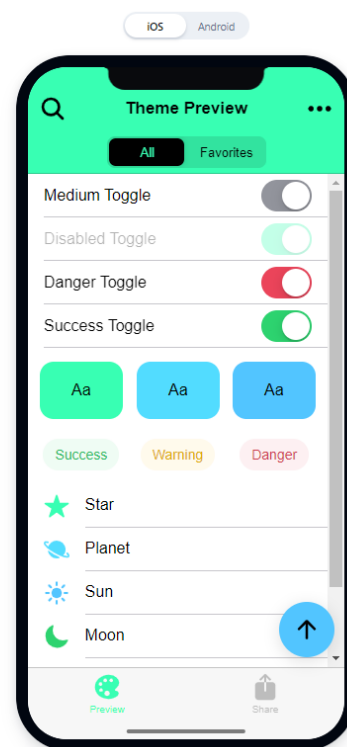 iOS Android
Theme Preview
All Favorites
Medium Toggle
Disabled Toggle
Danger Toggle
Success Toggle
Aa Aa Aa
Success Warning Danger
Star
Planet
Sun
Moon
Preview Share